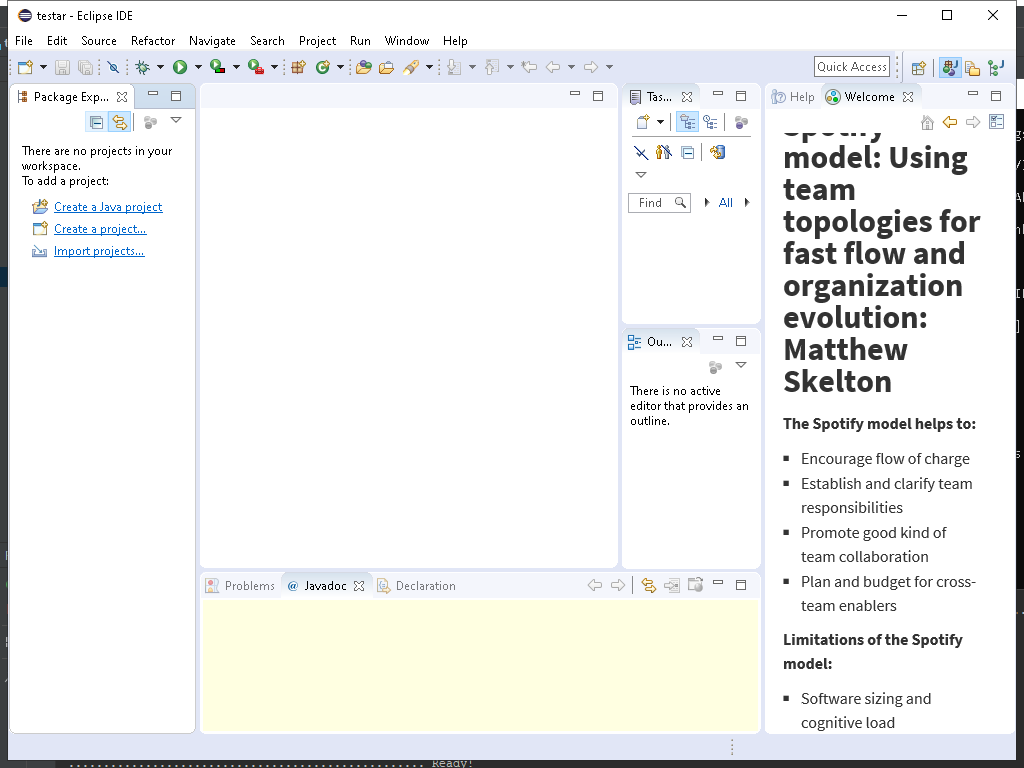 testar - Eclipse IDE
File Edit Source Refactor Navigate Search Project Run Window Help
Quick Access
Package Exp...
There are no projects in your
workspace.
To add a project:
Create a Java project
Create a project...
Import projects...
Tas...
Find
All
Ou...
There is no active
editor that provides an
outline.
Problems
@ Javadoc
Declaration
Help
Welcome
Spotify
model: Using
team
topologies for
fast flow and
organization
evolution:
Matthew
Skelton
The Spotify model helps to:
Encourage flow of charge
Establish and clarify team
responsibilities
Promote good kind of
team collaboration
Plan and budget for cross-
team enablers
Limitations of the Spotify
model:
Software sizing and
cognitive load
Ready!